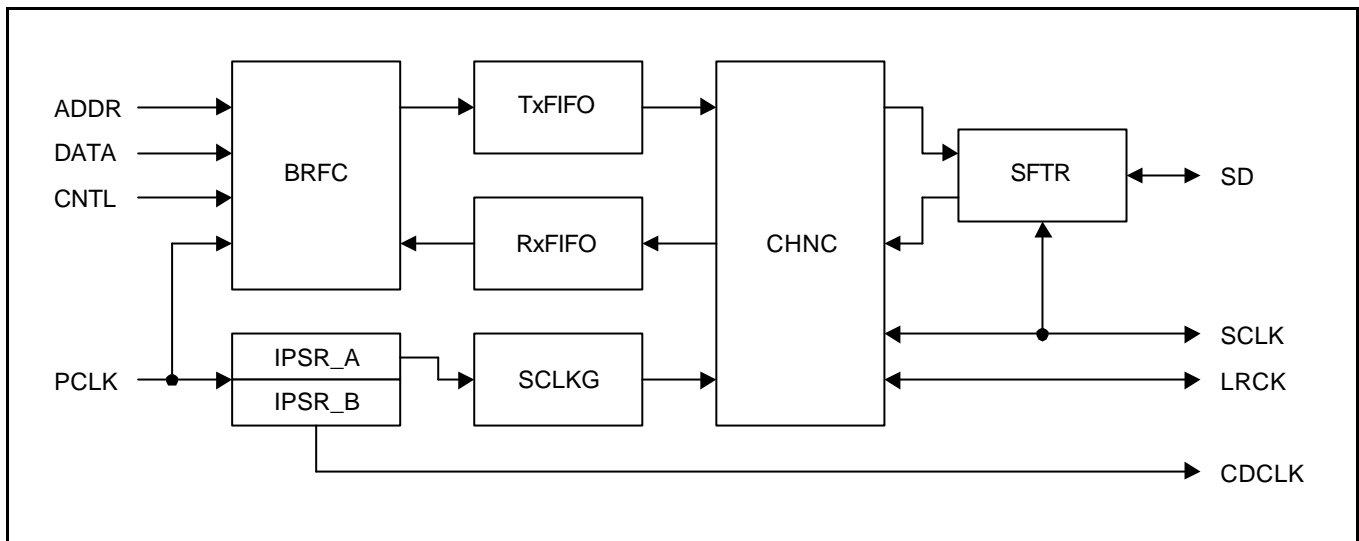 ADDR
DATA
CNTL
PCLK
BRFC
TxFIFO
RxFIFO
IPSR_A
IPSR_B
SCLKG
CHNC
SFTR
SD
SCLK
LRCK
CDCLK